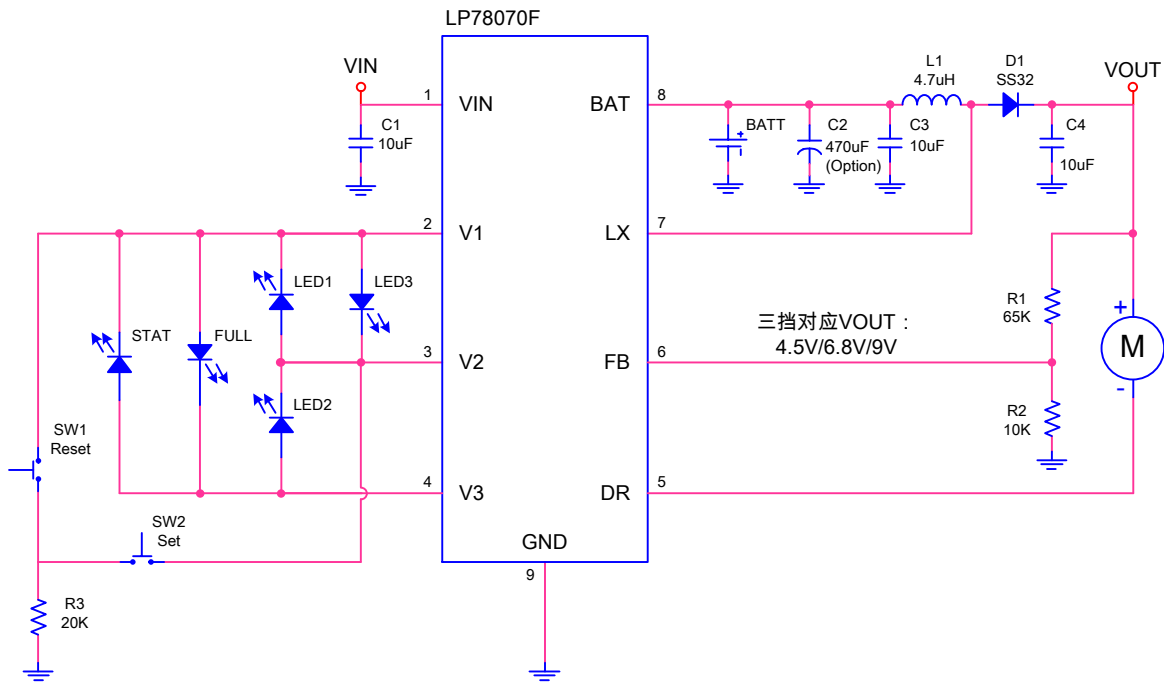 LP78070F
VIN
1
VIN
C1
10uF
BAT
8
BATT
C2
470uF
(Option)
C3
10uF
L1
4.7uH
D1
SS32
VOUT
C4
10uF
2
V1
LX
7
STAT
FULL
LED1
LED3
3
V2
LED2
三挡对应VOUT：
4.5V/6.8V/9V
FB
6
R1
65K
R2
10K
+
M
-
SW1
Reset
4
V3
DR
5
SW2
Set
GND
9
R3
20K